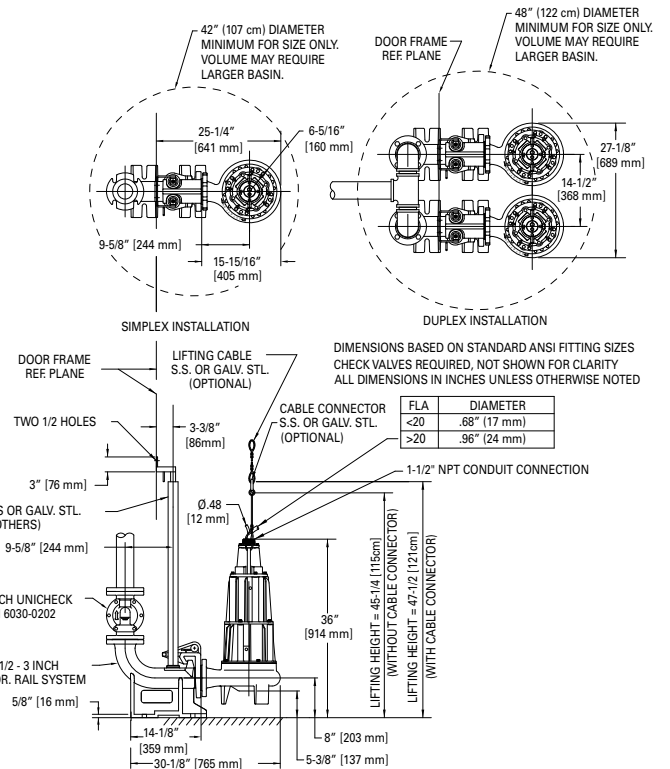 42” (107 cm) DIAMETER
MINIMUM FOR SIZE ONLY.
VOLUME MAY REQUIRE
LARGER BASIN.
25-1/4”
[641 mm]
6-5/16”
[160 mm]
9-5/8” [244 mm]
15-15/16”
[405 mm]
SIMPLEX INSTALLATION
48” (122 cm) DIAMETER
MINIMUM FOR SIZE ONLY.
VOLUME MAY REQUIRE
LARGER BASIN.
DOOR FRAME
REF. PLANE
27-1/8”
[689 mm]
14-1/2”
[368 mm]
DUPLEX INSTALLATION
DIMENSIONS BASED ON STANDARD ANSI FITTING SIZES
CHECK VALVES REQUIRED, NOT SHOWN FOR CLARITY
ALL DIMENSIONS IN INCHES UNLESS OTHERWISE NOTED
FLA DIAMETER
<20 .68” (17 mm)
>20 .96” (24 mm)
DOOR FRAME
REF. PLANE
LIFTING CABLE
S.S. OR GALV. STL.
(OPTIONAL)
CABLE CONNECTOR
S.S. OR GALV. STL.
(OPTIONAL)
TWO 1/2 HOLES
3-3/8”
[86mm]
1-1/2” NPT CONDUIT CONNECTION
3” [76 mm]
S OR GALV. STL.
OTHERS)
Ø.48
[12 mm]
9-5/8” [244 mm]
CH UNICHECK
6030-0202
36”
[914 mm]
LIFTING HEIGHT = 45-1/4 [115cm]
(WITHOUT CABLE CONNECTOR)
LIFTING HEIGHT = 47-1/2 [121cm]
(WITH CABLE CONNECTOR)
1/2 - 3 INCH
OR. RAIL SYSTEM
5/8” [16 mm]
14-1/8”
[359 mm]
30-1/8” [765 mm]
8” [203 mm]
5-3/8” [137 mm]